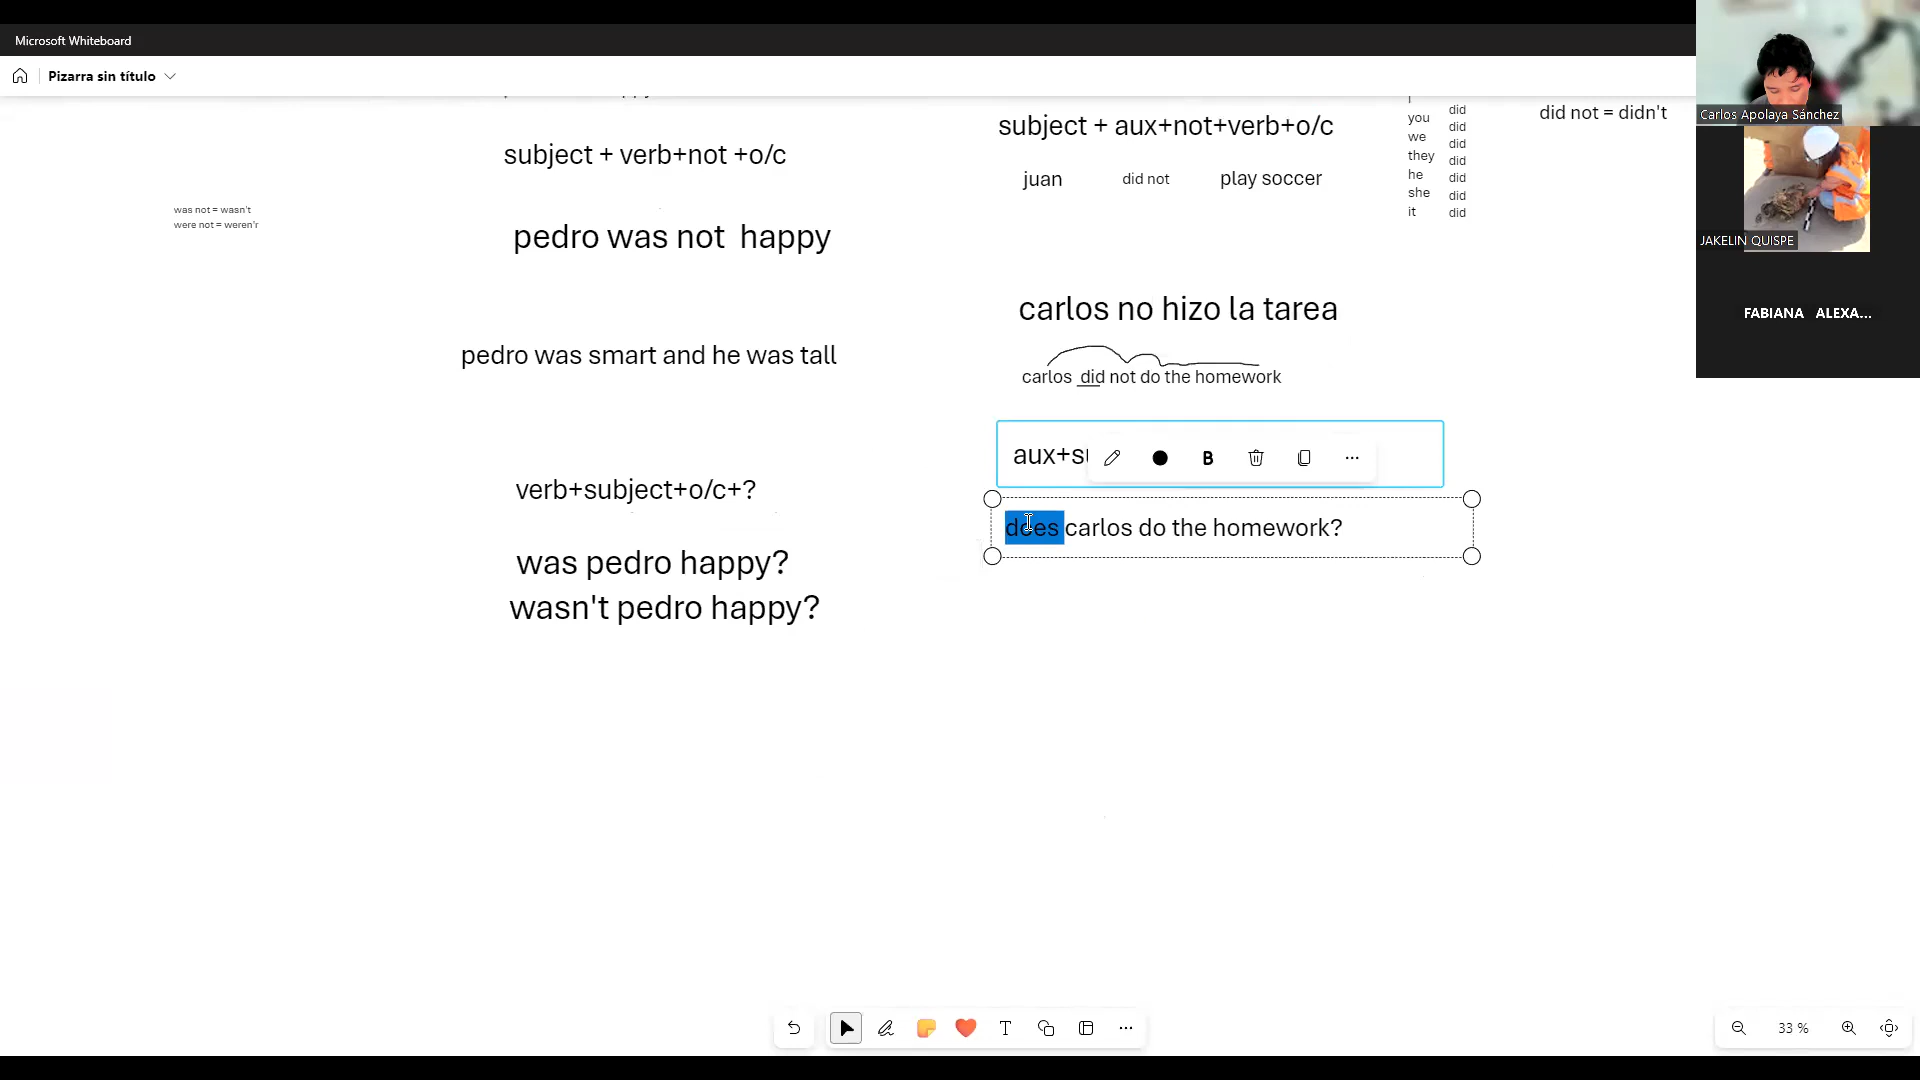 Microsoft Whiteboard
Pizarra sin título
subject + verb+not +o/c
was not = wasn't
were not = weren'r
pedro was not happy
pedro was smart and he was tall
verb+subject+o/c+?
was pedro happy?
wasn't pedro happy?
subject + aux+not+verb+o/c
juan did not play soccer
carlos no hizo la tarea
carlos did not do the homework
aux+su
B
does carlos do the homework?
you did
we did
they did
he did
she did
it did
did
did not = didn't
Carlos Apolaya Sánchez
JAKELIN QUISPE
FABIANA ALEXA...
33 %